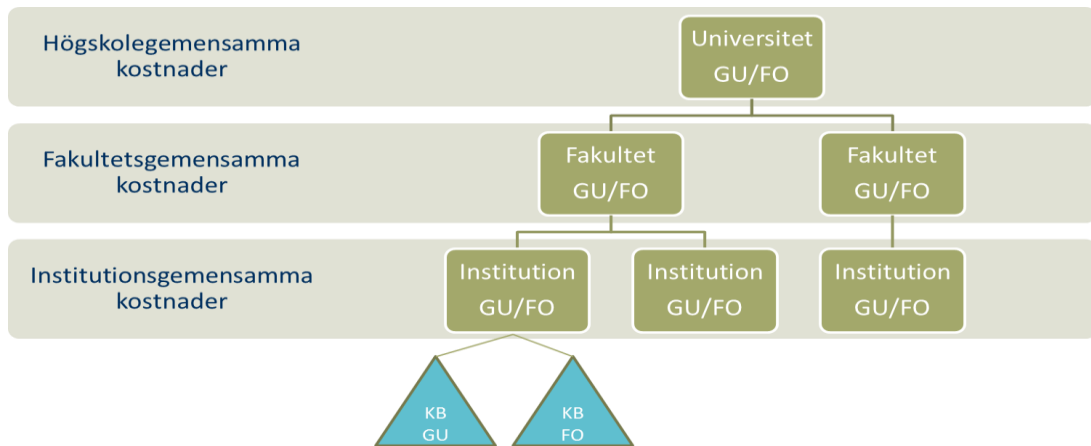 Högskolegemensamma
kostnader
Universitet
GU/FO
Fakultetsgemensamma
kostnader
Fakultet
GU/FO
Fakultet
GU/FO
Institutionsgemensamma
kostnader
Institution
GU/FO
Institution
GU/FO
Institution
GU/FO
KB
GU
KB
FO